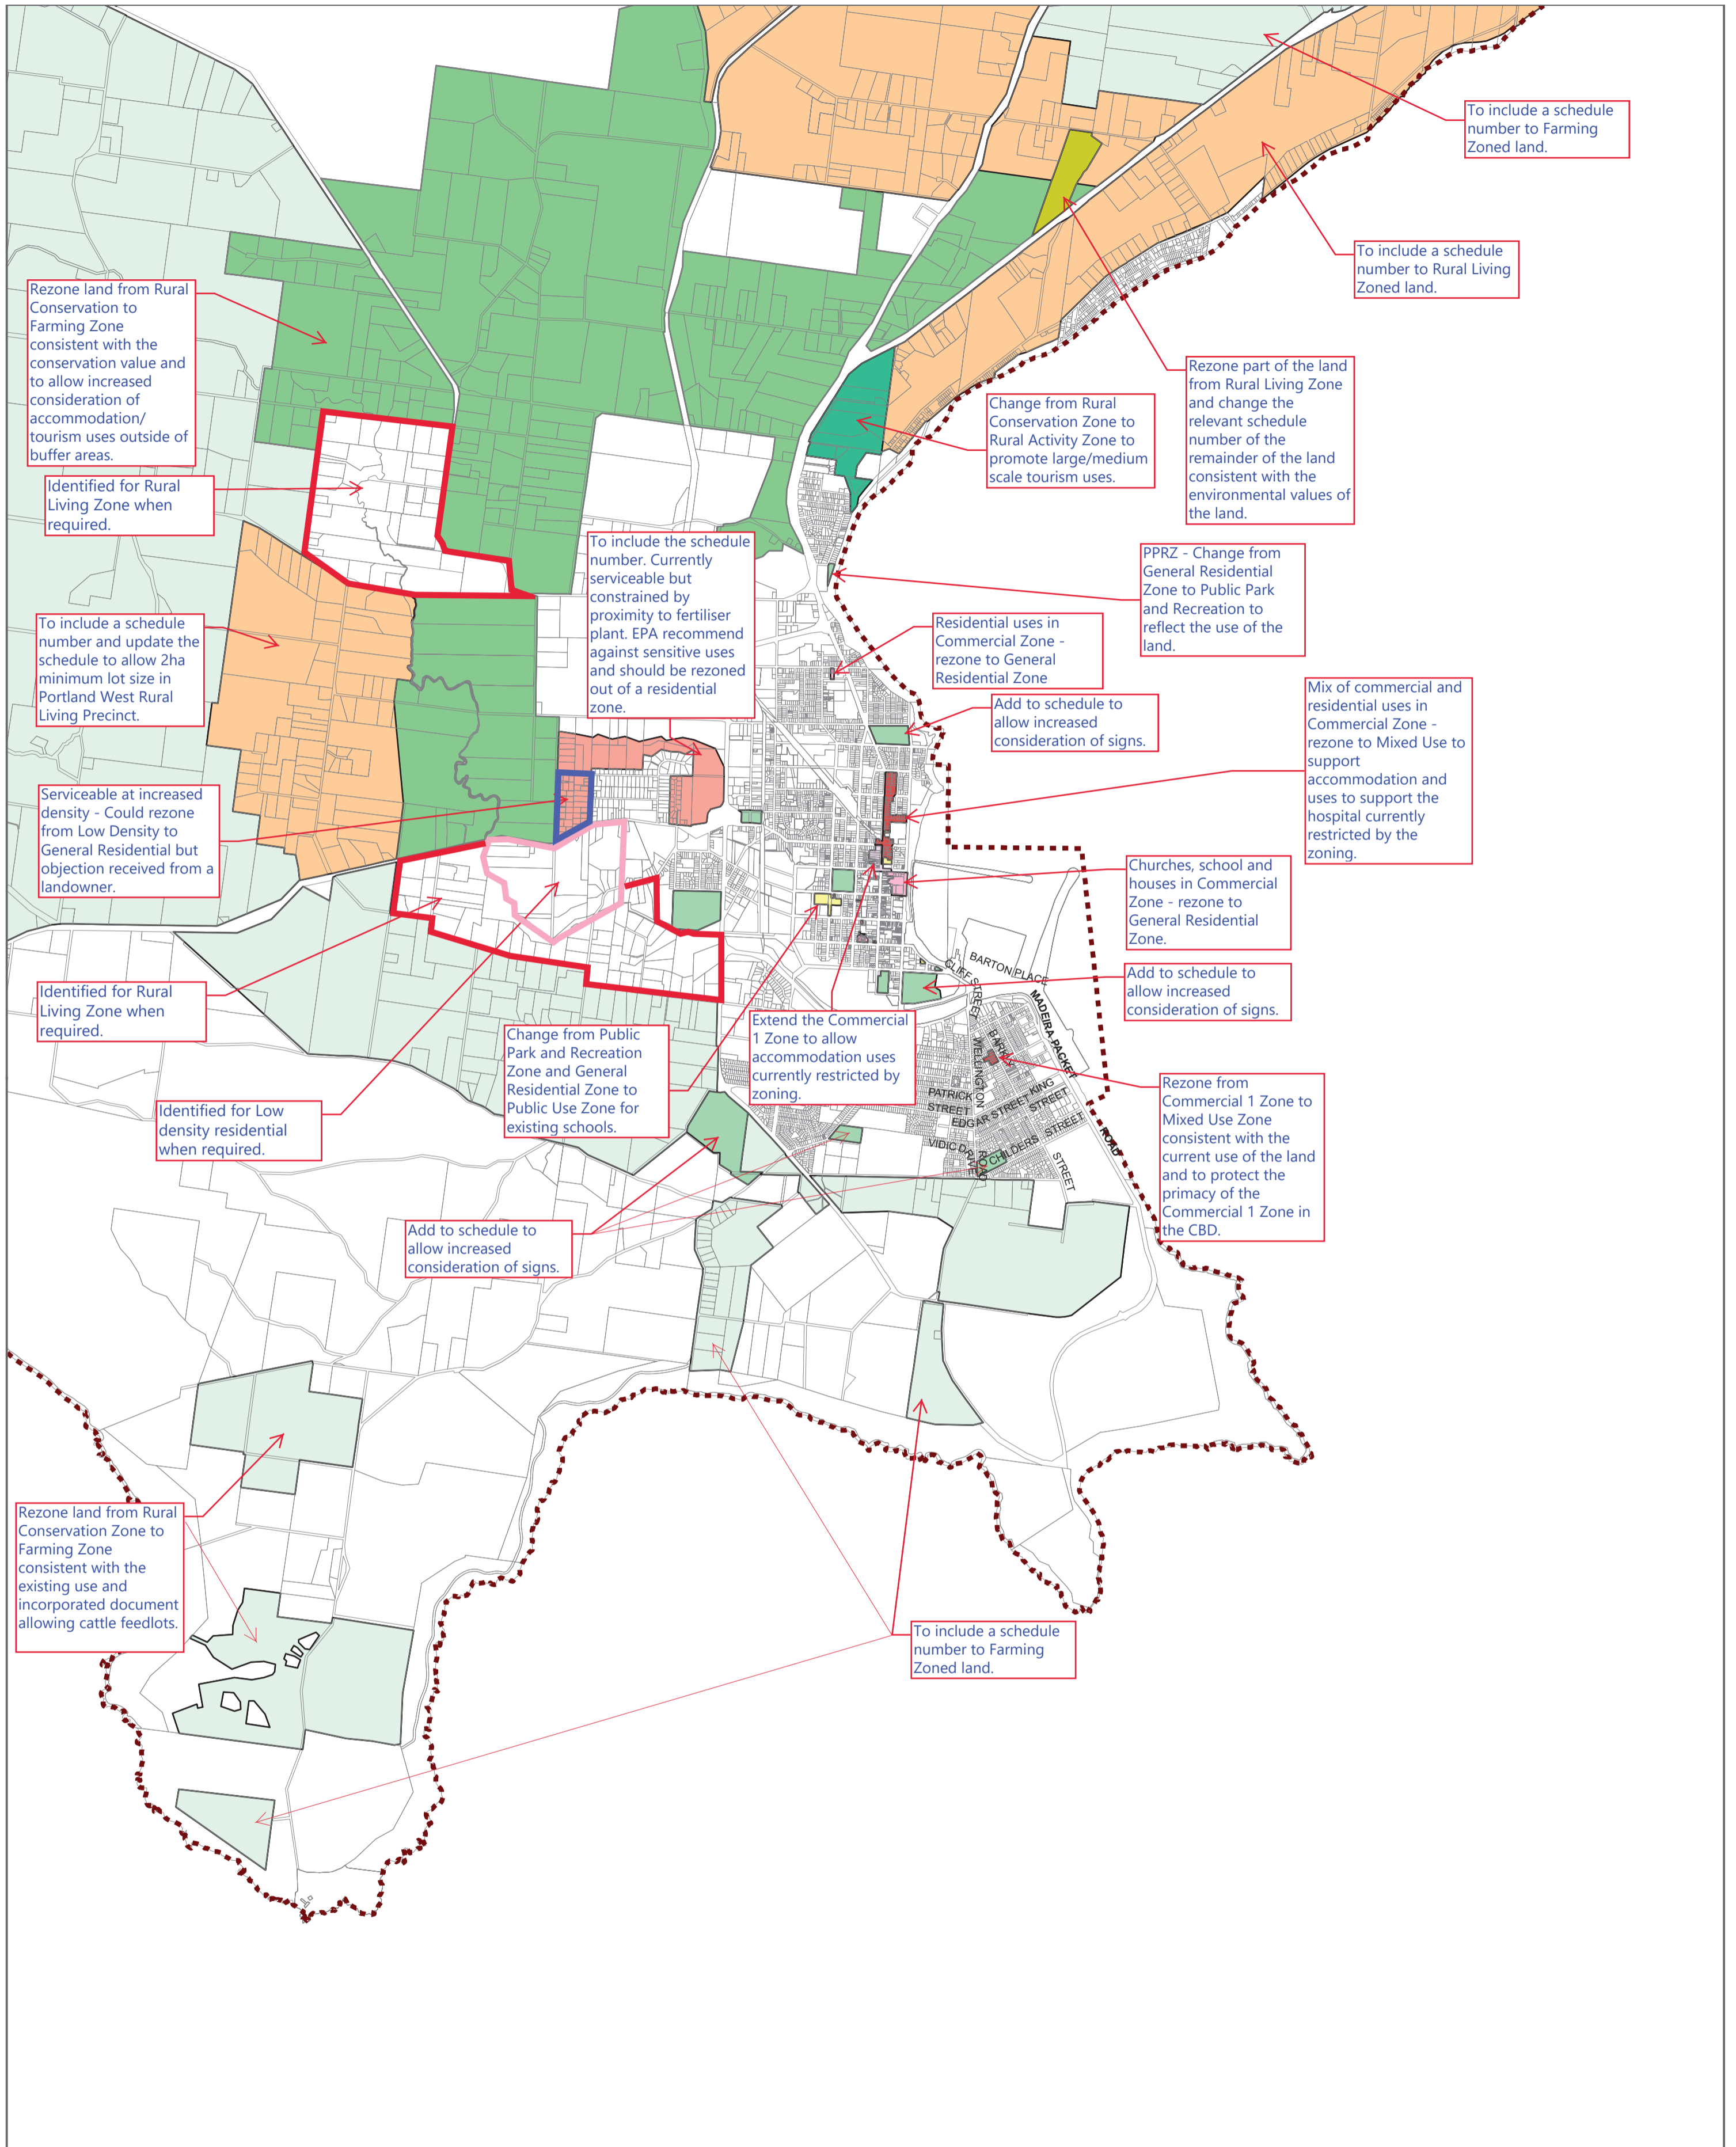 To include a schedule
number to Farming
Zoned land.
To include a schedule
number to Rural Living
Zoned land.
Rezone land from Rural
Conservation to
Farming Zone
consistent with the
conservation value and
to allow increased
consideration of
accommodation/
tourism uses outside of
buffer areas.
Rezone part of the land
from Rural Living Zone
and change the
relevant schedule
number of the
remainder of the land
consistent with the
environmental values of
the land.
Change from Rural
Conservation Zone to
Rural Activity Zone to
promote large/medium
scale tourism uses.
Identified for Rural
Living Zone when
required.
To include the schedule
number. Currently
serviceable but
constrained by
proximity to fertiliser
plant. EPA recommend
against sensitive uses
and should be rezoned
out of a residential
zone.
PPRZ - Change from
General Residential
Zone to Public Park
and Recreation to
reflect the use of the
land.
To include a schedule
number and update the
schedule to allow 2ha
minimum lot size in
Portland West Rural
Living Precinct.
Residential uses in
Commercial Zone -
rezone to General
Residential Zone
Mix of commercial and
residential uses in
Commercial Zone -
rezone to Mixed Use to
support
accommodation and
uses to support the
hospital currently
restricted by the
zoning.
Add to schedule to
allow increased
consideration of signs.
Serviceable at increased
density - Could rezone
from Low Density to
General Residential but
objection received from a
landowner.
Churches, school and
houses in Commercial
Zone - rezone to
General Residential
Zone.
BARTON PLACE
CLIFF STREET
Add to schedule to
allow increased
consideration of signs.
Identified for Rural
Living Zone when
required.
MADEIRA PACKET
ROAD
Extend the Commercial
1 Zone to allow
accommodation uses
currently restricted by
zoning.
Change from Public
Park and Recreation
Zone and General
Residential Zone to
Public Use Zone for
existing schools.
WELLINGTON
ROAD
STREET
KING
STREET
PATRICK
STREET
EDGAR STREET
VIDIC DRIVE
CHILDERS STREET
Rezone from
Commercial 1 Zone to
Mixed Use Zone
consistent with the
current use of the land
and to protect the
primacy of the
Commercial 1 Zone in
the CBD.
Identified for Low
density residential
when required.
Add to schedule to
allow increased
consideration of signs.
Rezone land from Rural
Conservation Zone to
Farming Zone
consistent with the
existing use and
incorporated document
allowing cattle feedlots.
To include a schedule
number to Farming
Zoned land.